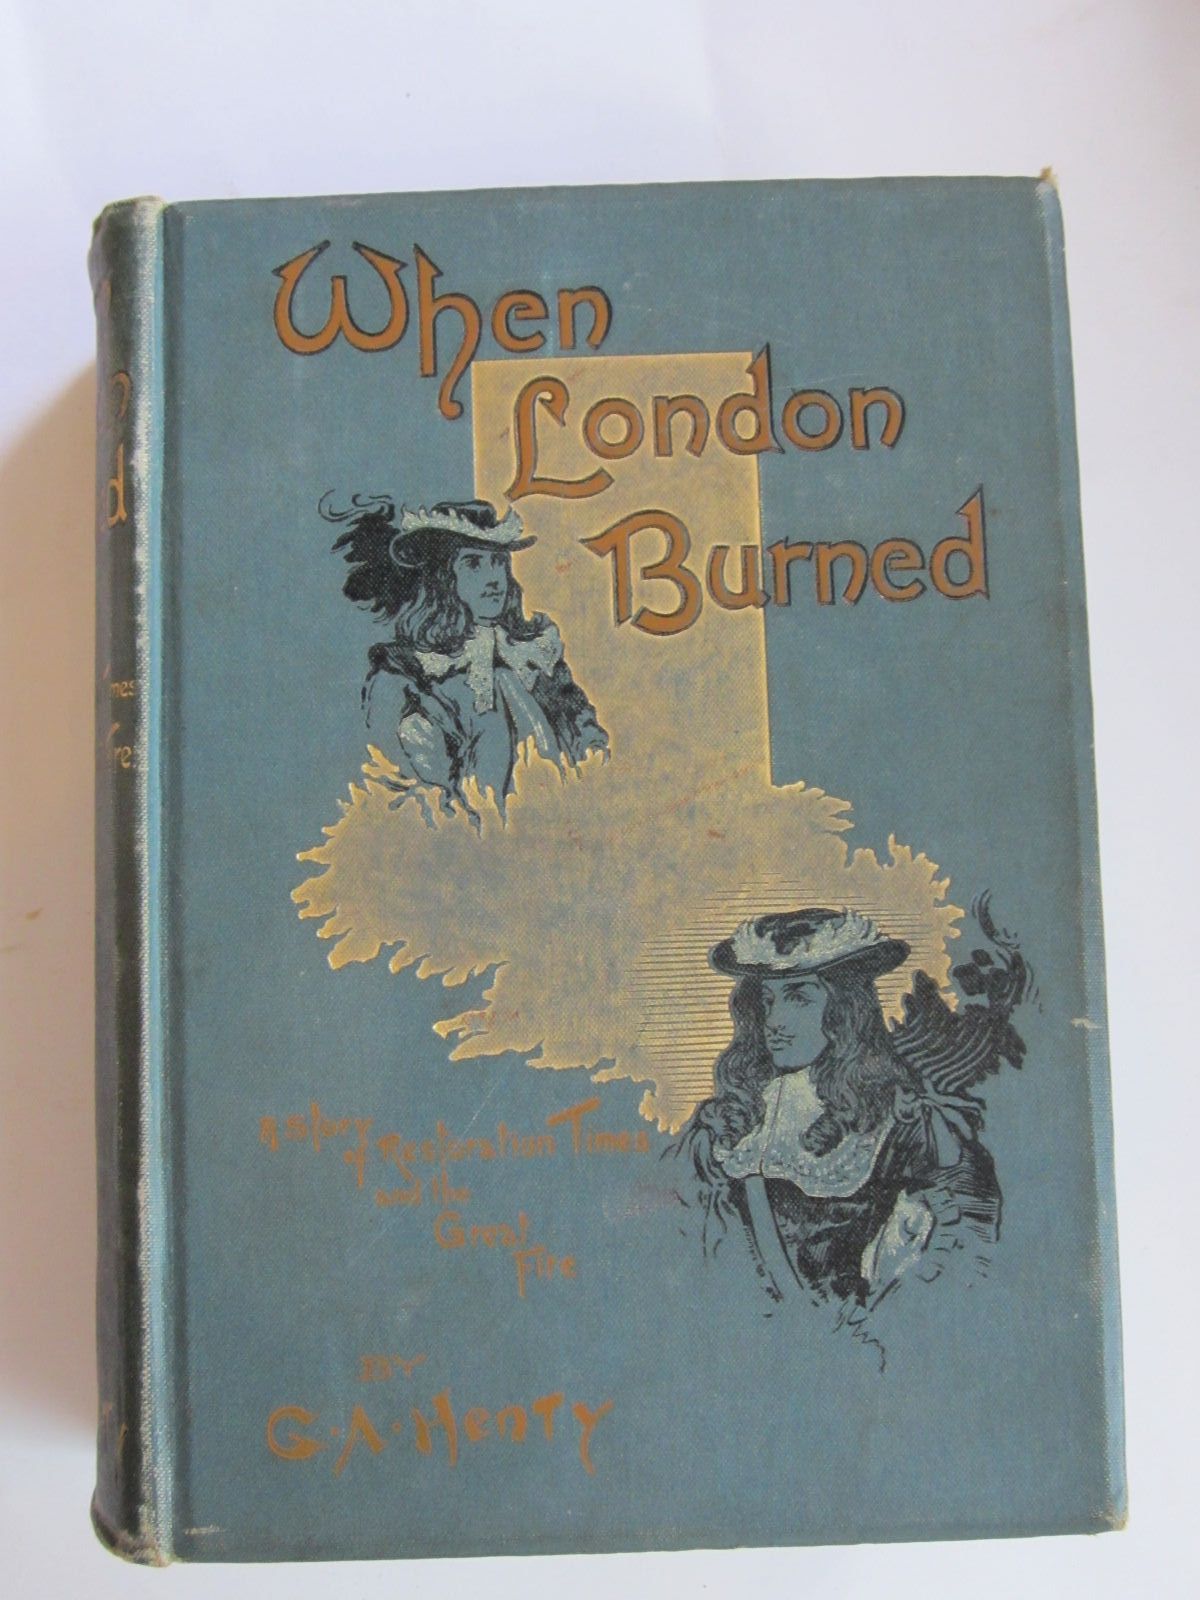 When
London
Burned
A Story
of Restoration Times
and the
Great
Fire
BY
G·A·Henty